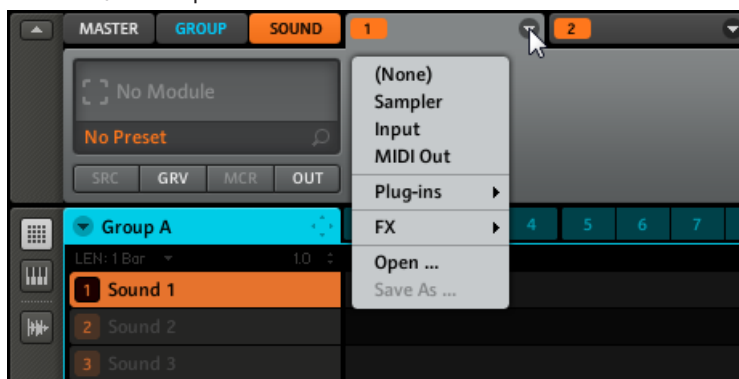 MASTER GROUP SOUND 1 2
No Module
No Preset
SRC GRV MCR OUT
(None)
Sampler
Input
MIDI Out
Plug-ins
FX
Open ...
Save As ...
Group A 4 5 6 7
LEN: 1 Bar 1.0
1 Sound 1
2 Sound 2
3 Sound 3